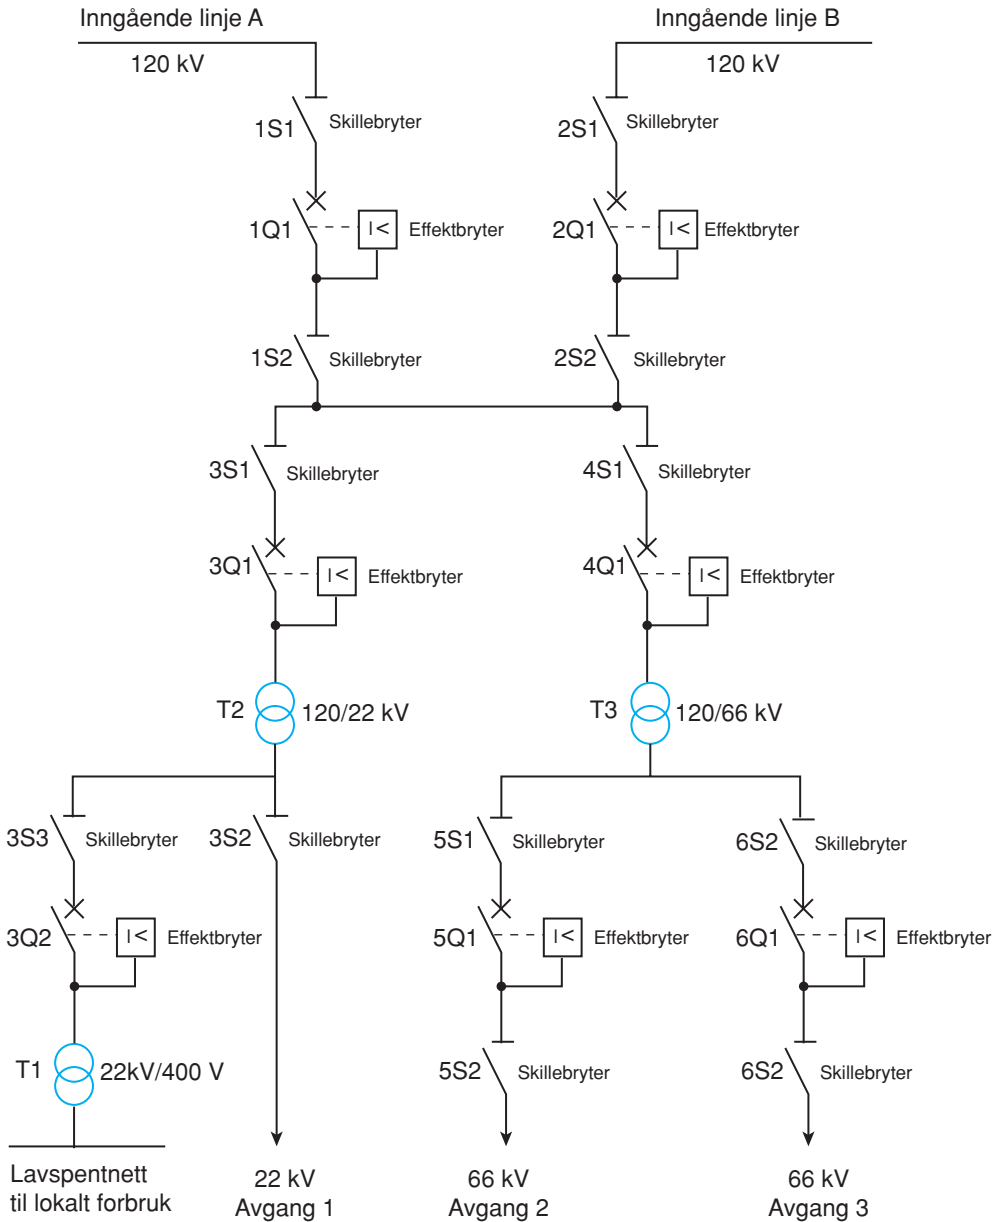 Inngående linje A
Inngående linje B
120 kV
120 kV
1S1
Skillebryter
2S1
Skillebryter
1Q1
I<
Effektbryter
2Q1
I<
Effektbryter
1S2
Skillebryter
2S2
Skillebryter
3S1
Skillebryter
4S1
Skillebryter
3Q1
I<
Effektbryter
4Q1
I<
Effektbryter
T2
120/22 kV
T3
120/66 kV
3S3
Skillebryter
3S2
Skillebryter
5S1
Skillebryter
6S2
Skillebryter
3Q2
I<
Effektbryter
5Q1
I<
Effektbryter
6Q1
I<
Effektbryter
T1
22kV/400 V
5S2
Skillebryter
6S2
Skillebryter
Lavspentnett
til lokalt forbruk
22 kV
Avgang 1
66 kV
Avgang 2
66 kV
Avgang 3